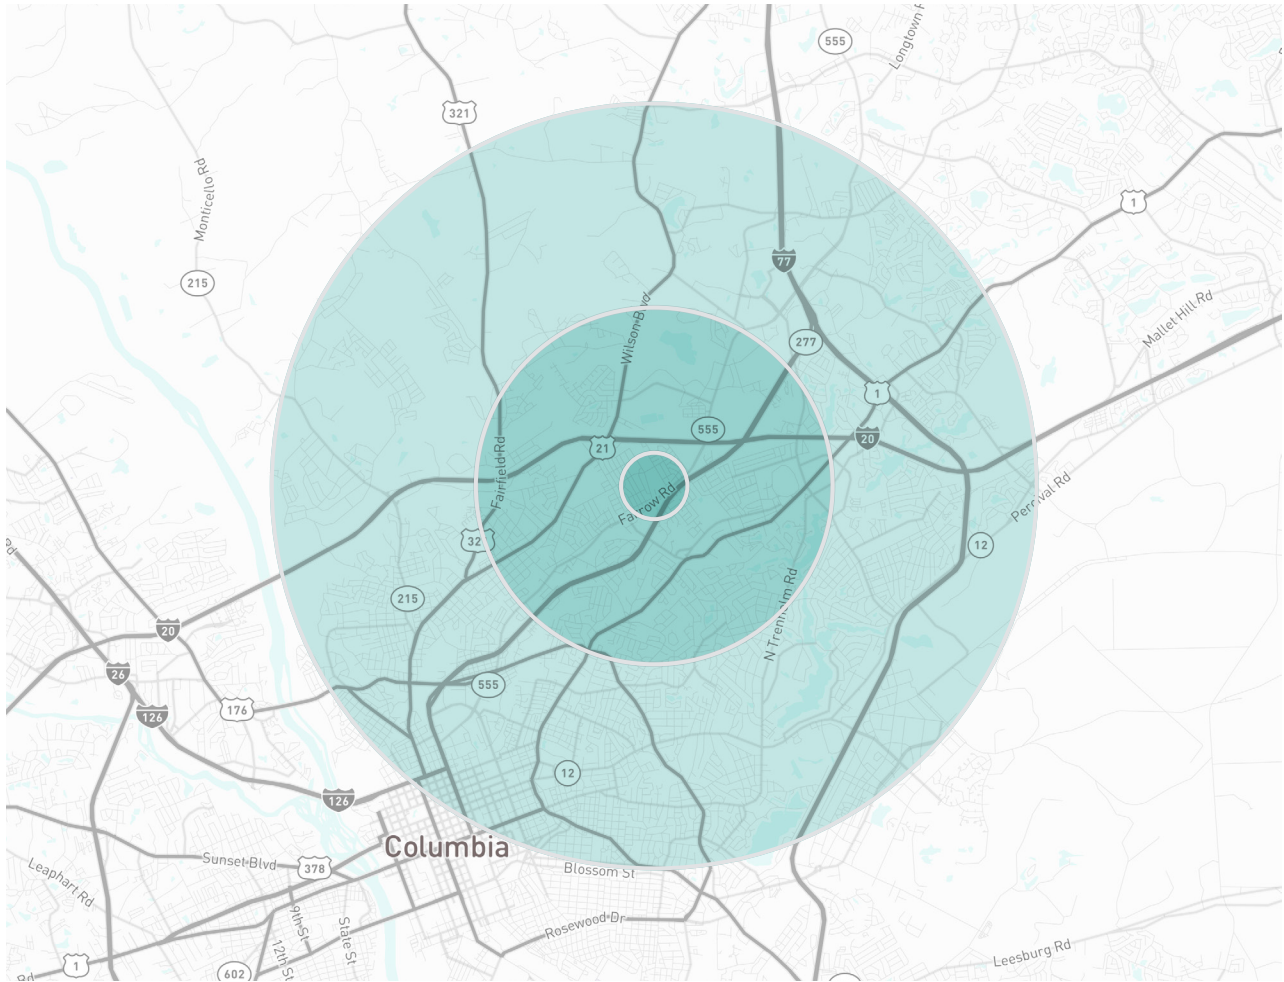 555
Longtown R
321
Monticello Rd
1
215
77
Wilson Blvd
277
Mallet Hill Rd
1
555
20
21
Fairfield Rd
Farrow Rd
Percival Rd
32
12
Rd
215
N Trenholm Rd
20
26
126
176
555
12
126
Columbia
Sunset Blvd
378
Blossom St
Leaphart Rd
9th St
State St
Rosewood Dr
12th St
Leesburg Rd
1
602
Rd